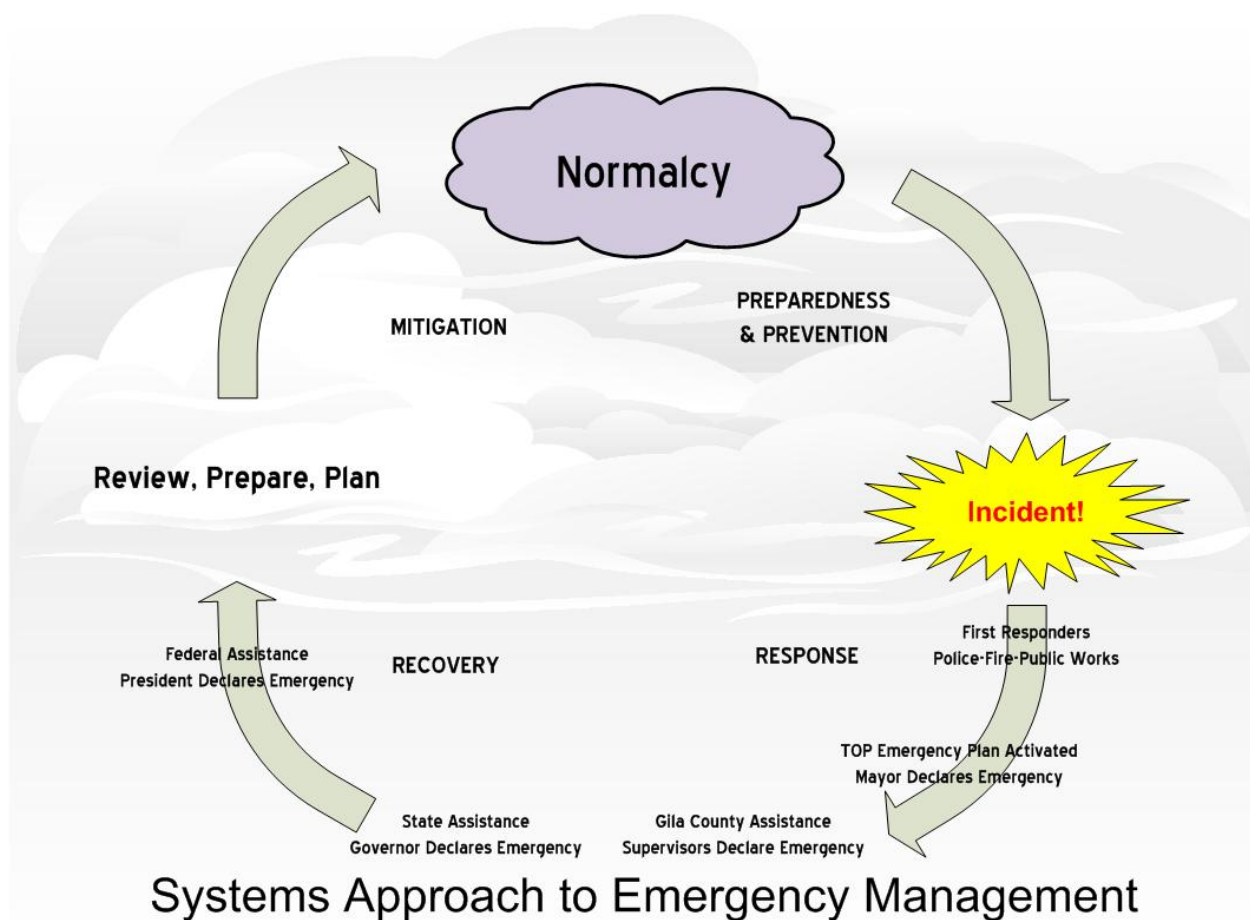 Normalcy
PREPAREDNESS
& PREVENTION
MITIGATION
Review, Prepare, Plan
Incident!
First Responders
Police-Fire-Public Works
RESPONSE
RECOVERY
Federal Assistance
President Declares Emergency
TOP Emergency Plan Activated
Mayor Declares Emergency
Gila County Assistance
Supervisors Declare Emergency
State Assistance
Governor Declares Emergency
Systems Approach to Emergency Management